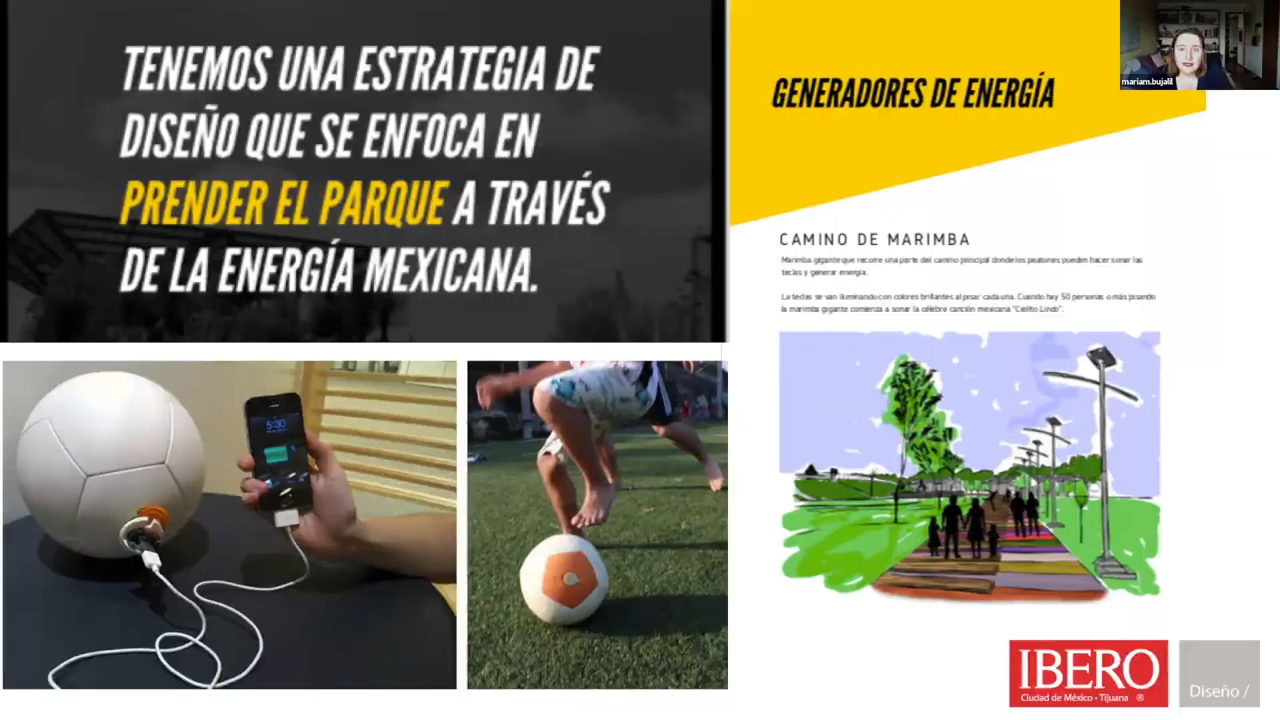 TENEMOS UNA ESTRATEGIA DE
DISEÑO QUE SE ENFOCA EN
PRENDER EL PARQUE A TRAVÉS
DE LA ENERGÍA MEXICANA.
GENERADORES DE ENERGÍA
mariam.bujalil
CAMINO DE MARIMBA
Marimba gigante que recorre una parte del camino principal donde los peatones pueden hacer sonar las
teclas y generar energía.
La teclas se van iluminando con colores brillantes al pisar cada una. Cuando hay 50 personas o más pisando
la marimba gigante comienza a sonar la célebre canción mexicana "Cielito Lindo".
5:30
IBERO
Ciudad de México • Tijuana ®
Diseño /